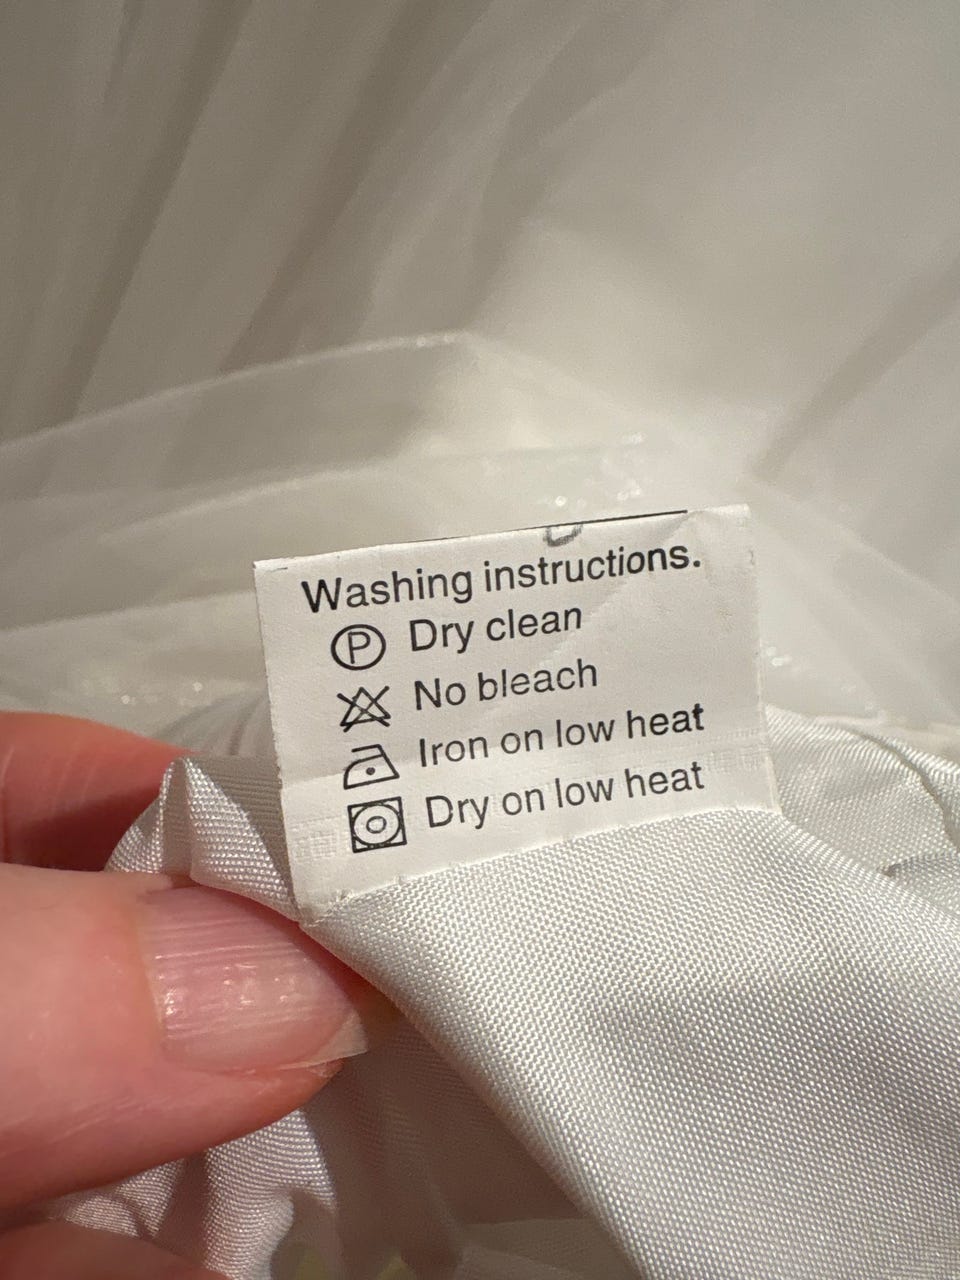 Washing instructions.
Ⓟ Dry clean
No bleach
Iron on low heat
Dry on low heat